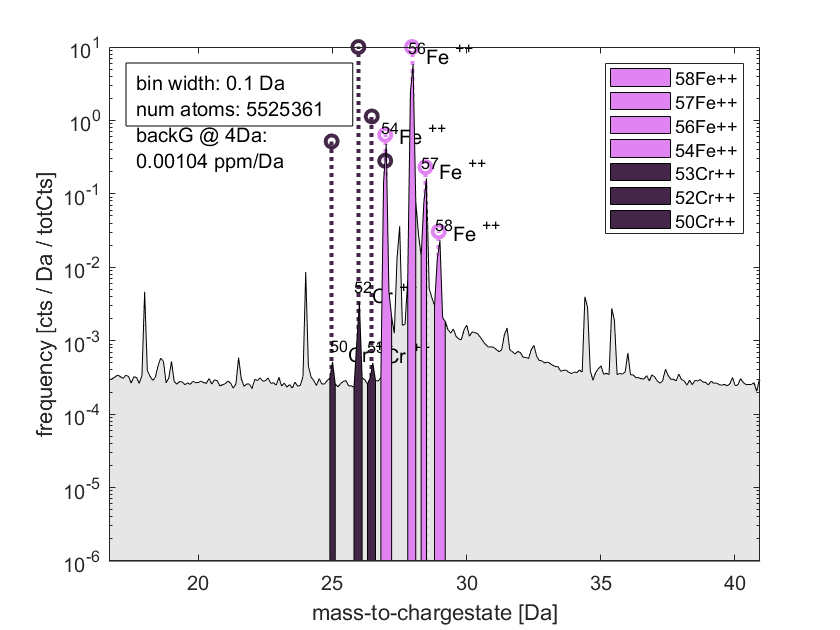 bin width: 0.1 Da
num atoms: 5525361
backG @ 4Da:
0.00104 ppm/Da
56Fe ++
54Fe ++
57Fe ++
58Fe ++
52Cr ++
50Cr
53Cr ++
58Fe++
57Fe++
56Fe++
54Fe++
53Cr++
52Cr++
50Cr++
10^1
10^0
10^-1
10^-2
10^-3
10^-4
10^-5
10^-6
frequency [cts / Da / totCts]
20 25 30 35 40
mass-to-chargestate [Da]